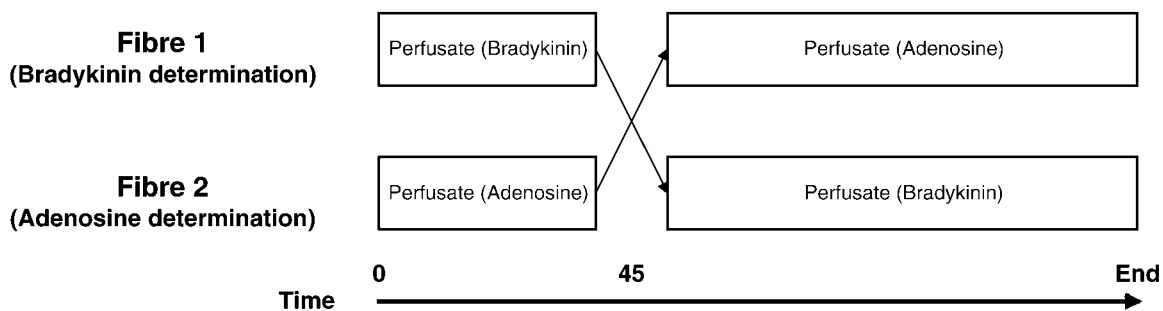 Fibre 1
(Bradykinin determination)
Perfusate (Bradykinin)
Perfusate (Adenosine)
Fibre 2
(Adenosine determination)
Perfusate (Adenosine)
Perfusate (Bradykinin)
0
45
End
Time